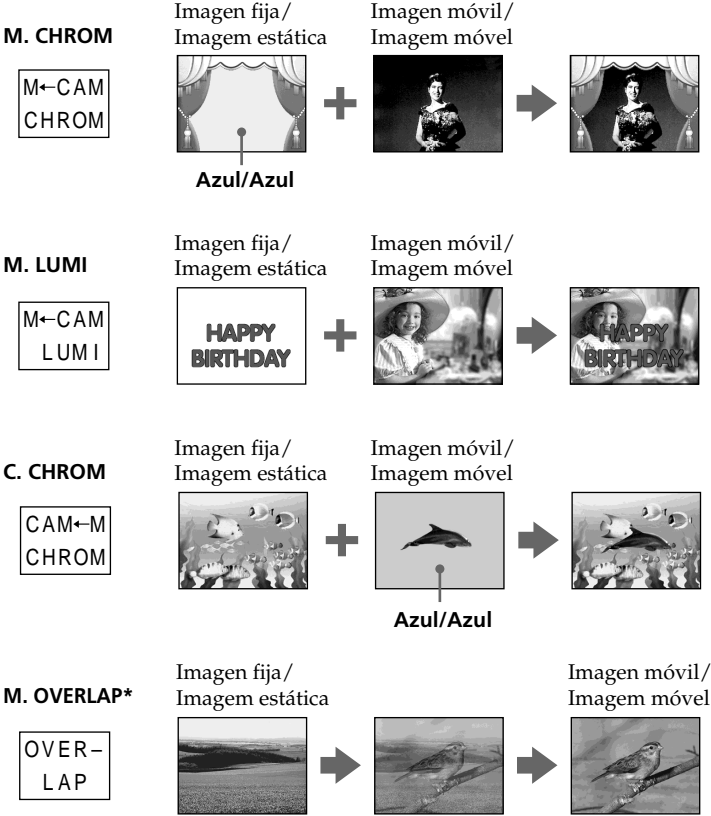 M. CHROM
Imagen fija/
Imagem estática
Imagen móvil/
Imagem móvel
M←CAM
CHROM
Azul/Azul
M. LUMI
Imagen fija/
Imagem estática
Imagen móvil/
Imagem móvel
M←CAM
LUMI
HAPPY
BIRTHDAY
HAPPY
BIRTHDAY
C. CHROM
Imagen fija/
Imagem estática
Imagen móvil/
Imagem móvel
CAM←M
CHROM
Azul/Azul
M. OVERLAP*
Imagen fija/
Imagem estática
Imagen móvil/
Imagem móvel
OVER–
LAP